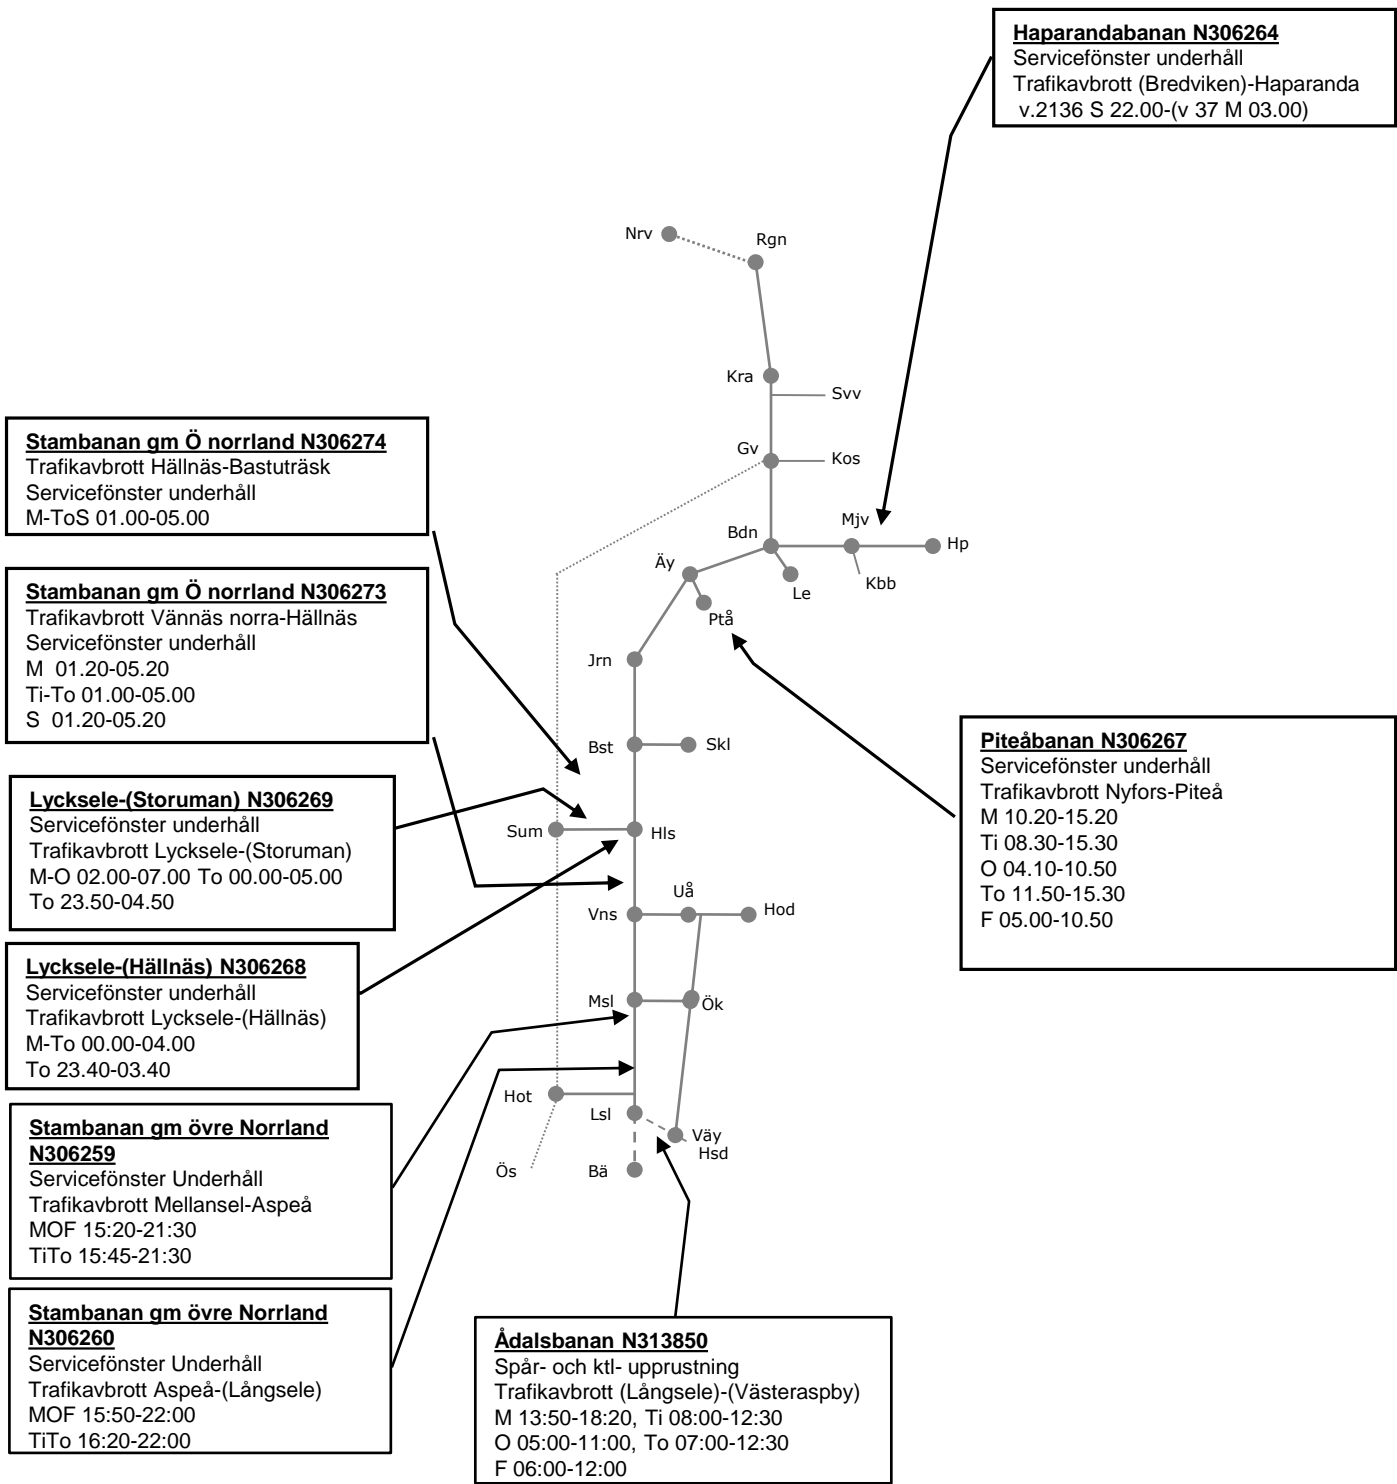 Haparandabanan N306264
Servicefönster underhåll
Trafikavbrott (Bredviken)-Haparanda
v.2136 S 22.00-(v 37 M 03.00)
Nrv
Rgn
Kra
Svv
Gv
Kos
Bdn
Mjv
Hp
Äy
Le
Kbb
Ptå
Jrn
Bst
Skl
Sum
Hls
Uå
Vns
Hod
Msl
Ök
Hot
Lsl
Väy
Hsd
Ös
Bä
Stambanan gm Ö norrland N306274
Trafikavbrott Hällnäs-Bastuträsk
Servicefönster underhåll
M-ToS 01.00-05.00
Stambanan gm Ö norrland N306273
Trafikavbrott Vännäs norra-Hällnäs
Servicefönster underhåll
M 01.20-05.20
Ti-To 01.00-05.00
S 01.20-05.20
Lycksele-(Storuman) N306269
Servicefönster underhåll
Trafikavbrott Lycksele-(Storuman)
M-O 02.00-07.00 To 00.00-05.00
To 23.50-04.50
Lycksele-(Hällnäs) N306268
Servicefönster underhåll
Trafikavbrott Lycksele-(Hällnäs)
M-To 00.00-04.00
To 23.40-03.40
Stambanan gm övre Norrland
N306259
Servicefönster Underhåll
Trafikavbrott Mellansel-Aspeå
MOF 15:20-21:30
TiTo 15:45-21:30
Stambanan gm övre Norrland
N306260
Servicefönster Underhåll
Trafikavbrott Aspeå-(Långsele)
MOF 15:50-22:00
TiTo 16:20-22:00
Piteåbanan N306267
Servicefönster underhåll
Trafikavbrott Nyfors-Piteå
M 10.20-15.20
Ti 08.30-15.30
O 04.10-10.50
To 11.50-15.30
F 05.00-10.50
Ådalsbanan N313850
Spår- och ktl- upprustning
Trafikavbrott (Långsele)-(Västeraspby)
M 13:50-18:20, Ti 08:00-12:30
O 05:00-11:00, To 07:00-12:30
F 06:00-12:00